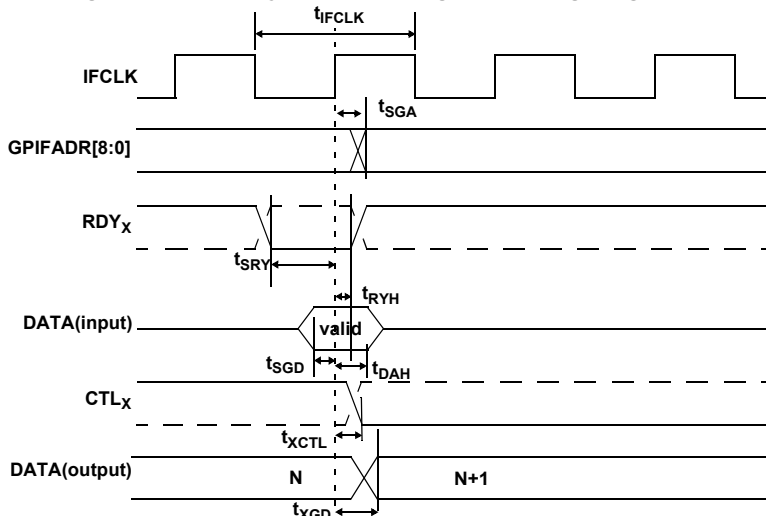 tIFCLK
IFCLK
tSGA
GPIFADR[8:0]
RDYX
tSRY
tRYH
DATA(input)
valid
tSGD
tDAH
CTLX
tXCTL
DATA(output)
N
N+1
tXGD